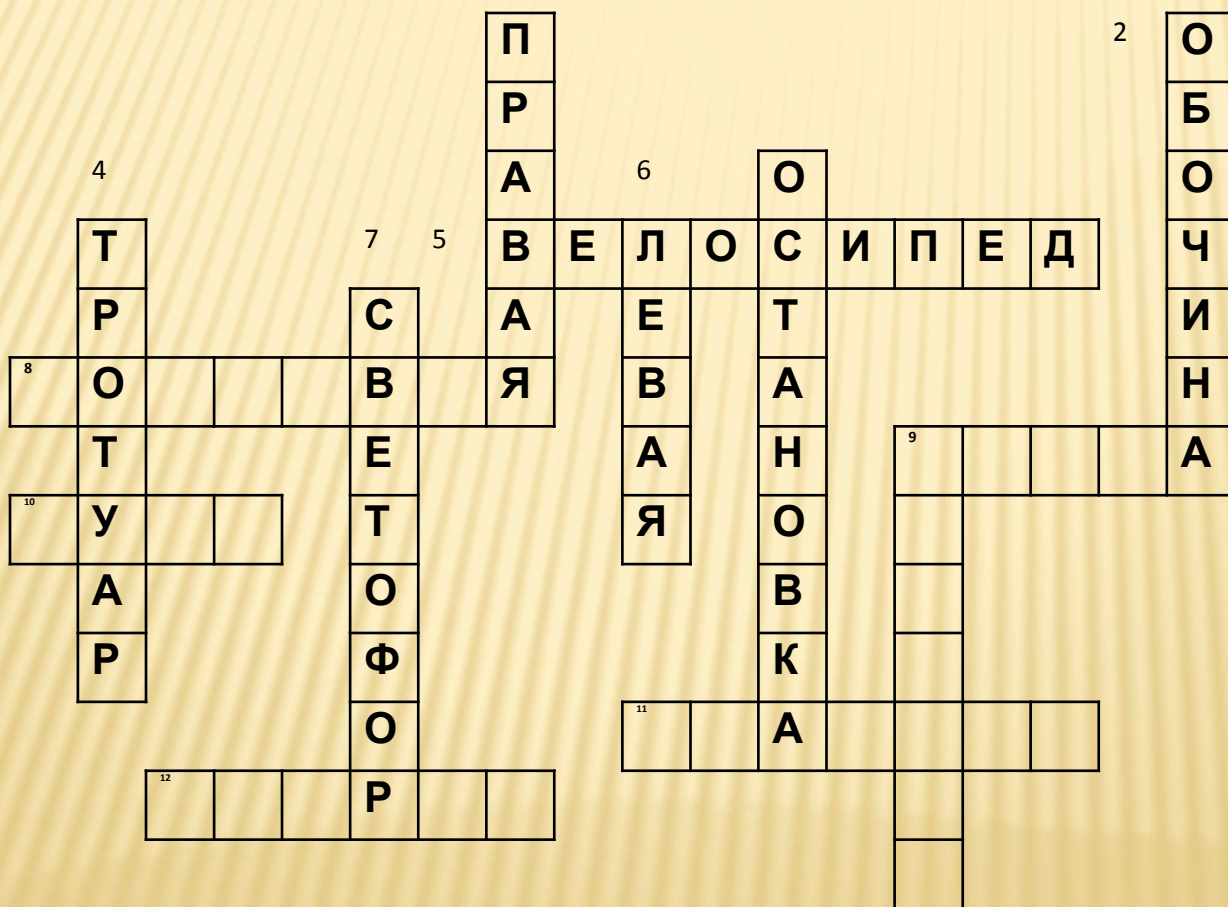 П 2 О
Р Б
4 А 6 О О
Т 7 5 В Е Л О С И П Е Д Ч
Р С А Е Т И
8 О В Я В А Н
Т Е А Н 9 А
10 У Т Я О
А О В
Р Ф К
О 11 А
12 Р